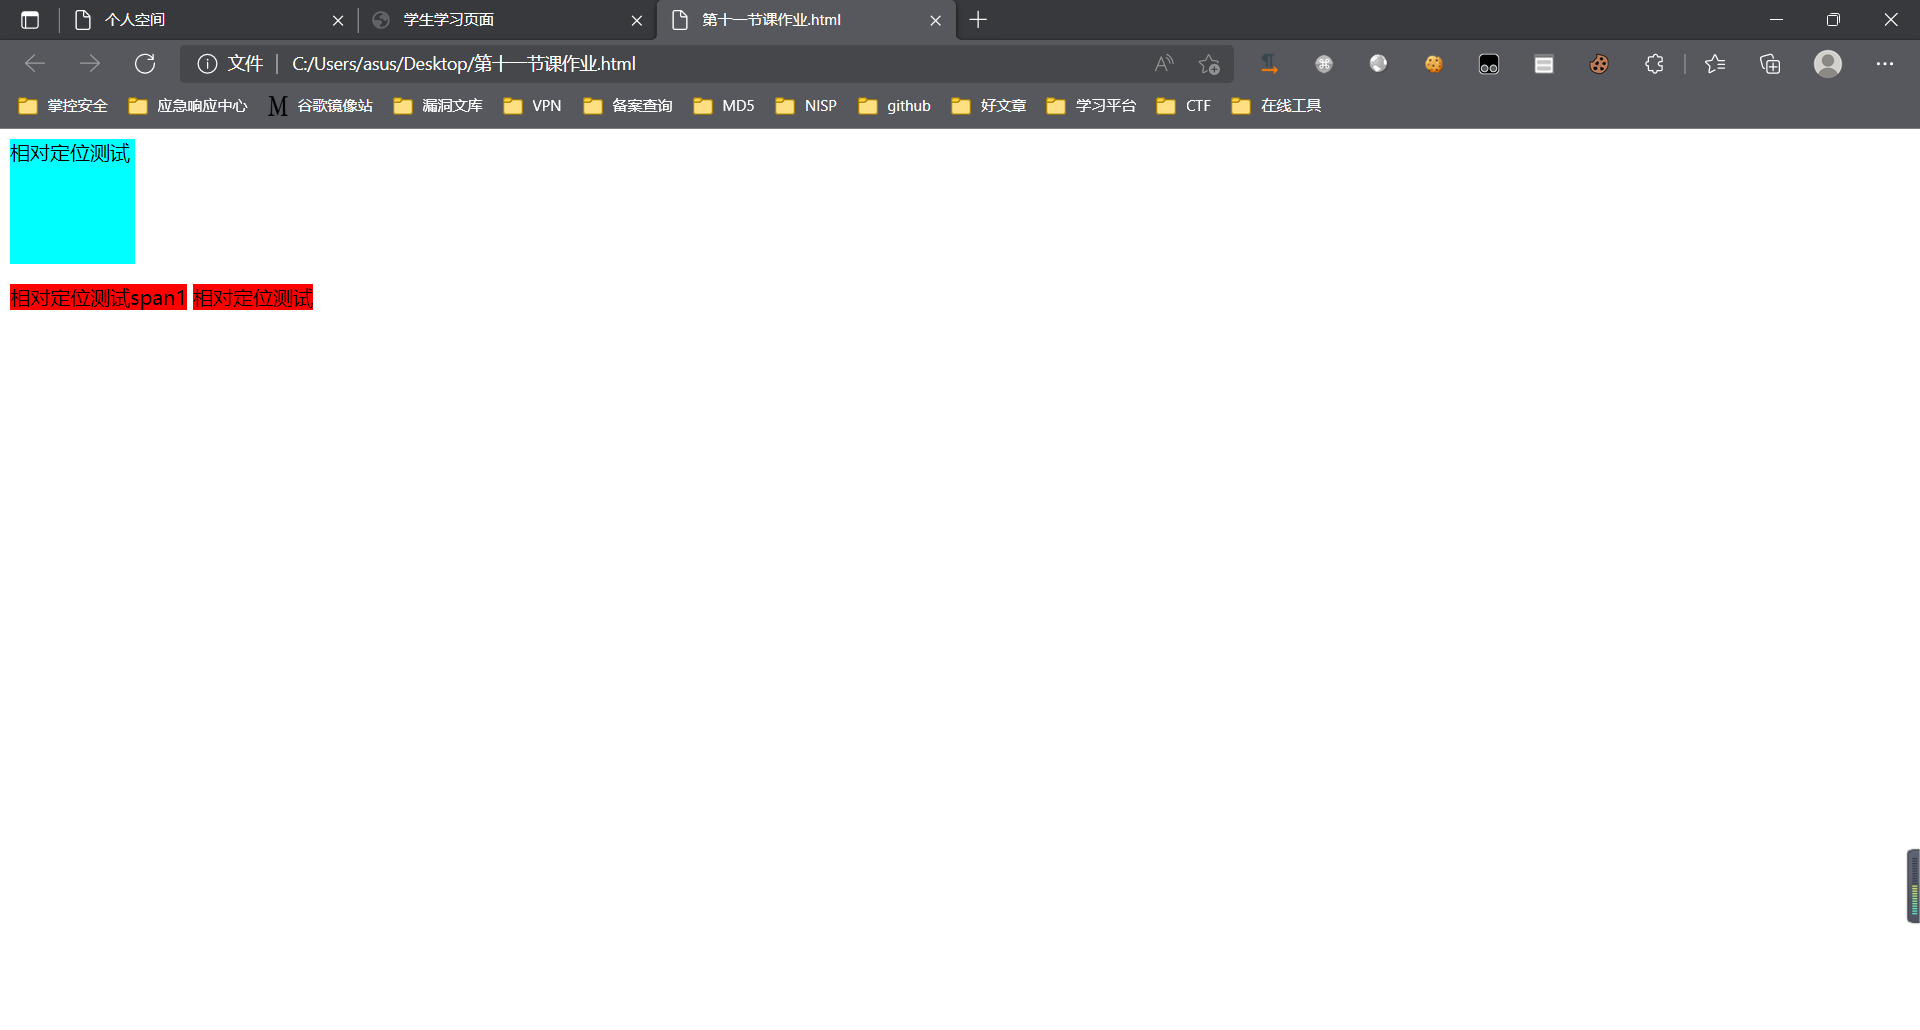 个人空间 学生学习页面 第十一节课作业.html
文件 C:/Users/asus/Desktop/第十一节课作业.html
掌控安全 应急响应中心 M 谷歌镜像站 漏洞文库 VPN 备案查询 MD5 NISP github 好文章 学习平台 CTF 在线工具
相对定位测试
相对定位测试span1 相对定位测试